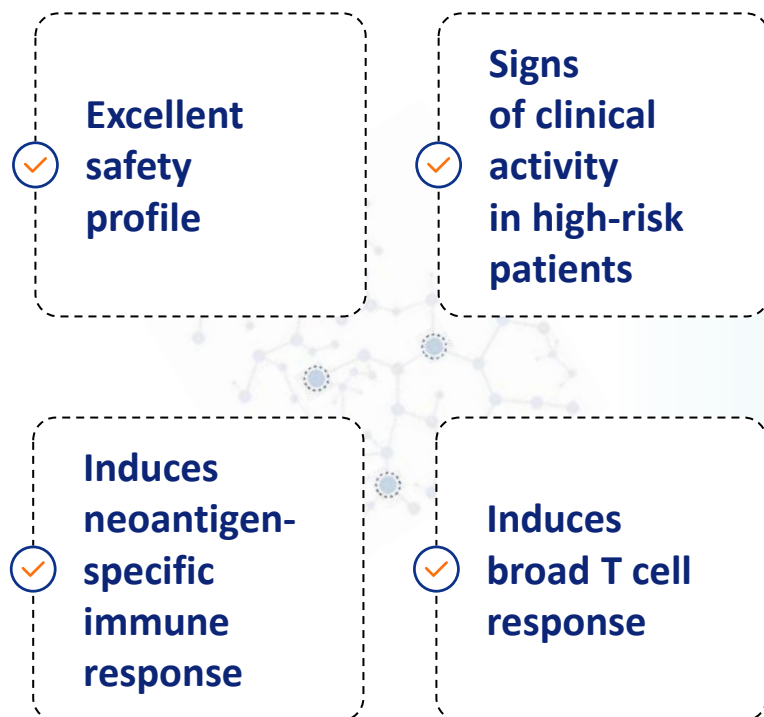 Excellent
safety
profile
Signs
of clinical
activity
in high-risk
patients
Induces
neoantigen-
specific
immune
response
Induces
broad T cell
response